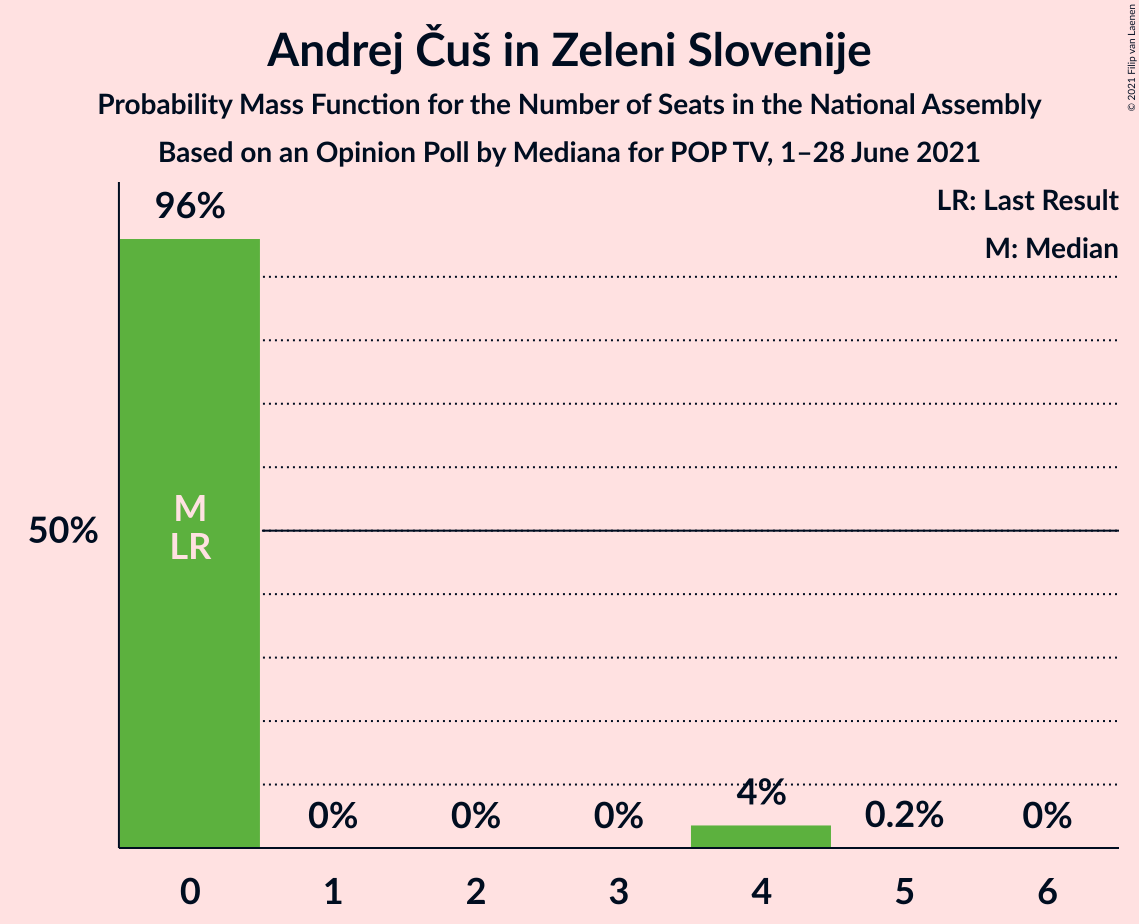 Andrej Čuš in Zeleni Slovenije
Probability Mass Function for the Number of Seats in the National Assembly
Based on an Opinion Poll by Mediana for POP TV, 1–28 June 2021
© 2021 Filip van Laenen
LR: Last Result
M: Median
96%
M
LR
50%
0%
0%
0%
4%
0.2%
0%
0
1
2
3
4
5
6